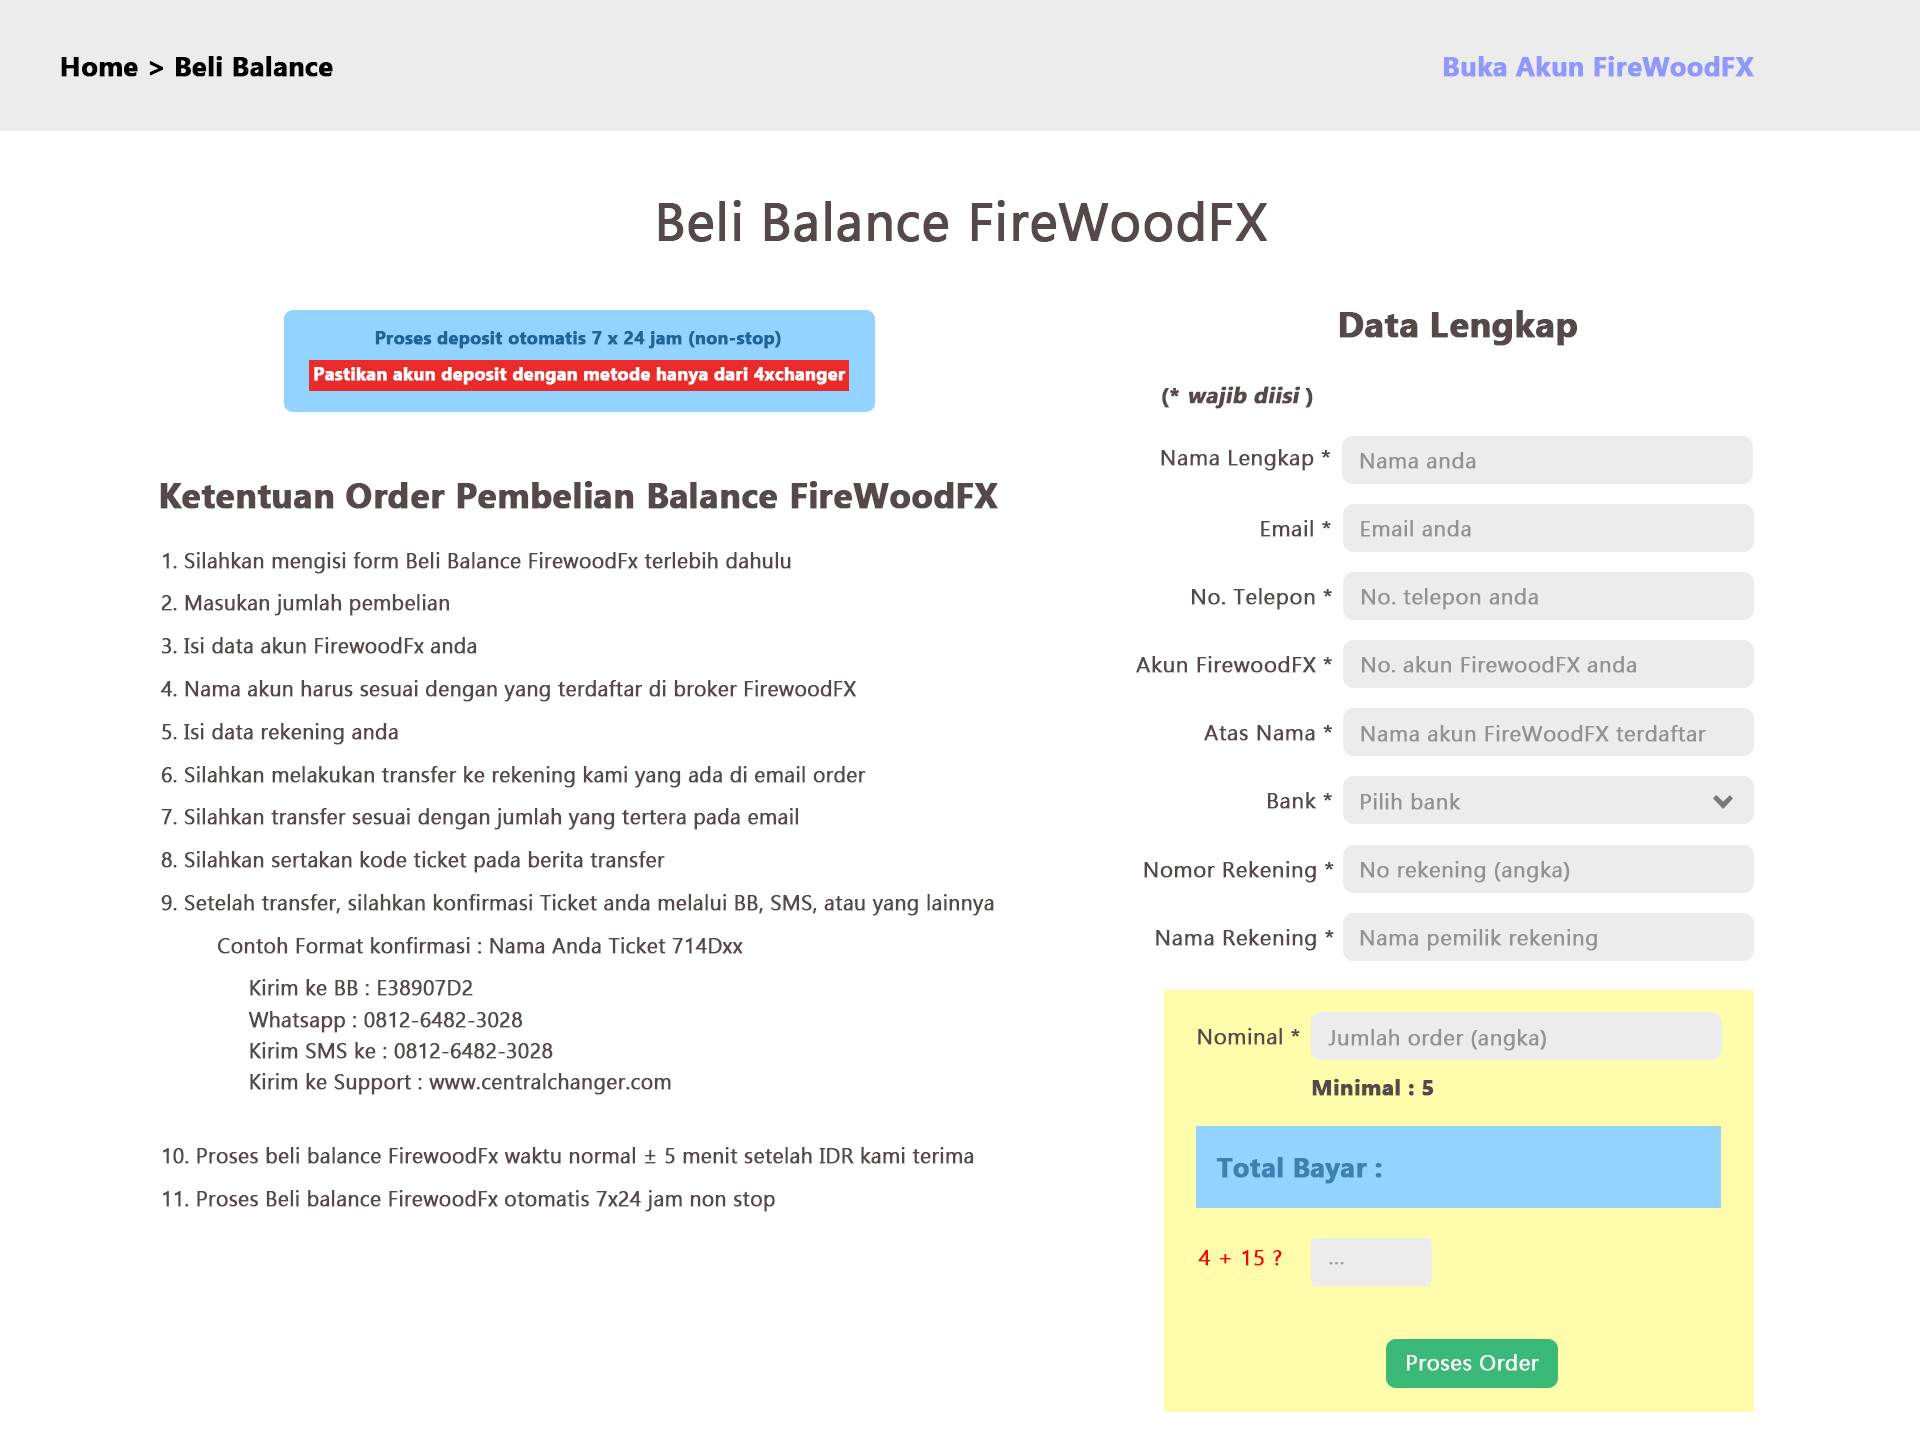 Home > Beli Balance
Buka Akun FireWoodFX
Beli Balance FireWoodFX
Proses deposit otomatis 7 x 24 jam (non-stop)
Pastikan akun deposit dengan metode hanya dari 4xchanger
Ketentuan Order Pembelian Balance FireWoodFX
1. Silahkan mengisi form Beli Balance FirewoodFx terlebih dahulu
2. Masukan jumlah pembelian
3. Isi data akun FirewoodFx anda
4. Nama akun harus sesuai dengan yang terdaftar di broker FirewoodFX
5. Isi data rekening anda
6. Silahkan melakukan transfer ke rekening kami yang ada di email order
7. Silahkan transfer sesuai dengan jumlah yang tertera pada email
8. Silahkan sertakan kode ticket pada berita transfer
9. Setelah transfer, silahkan konfirmasi Ticket anda melalui BB, SMS, atau yang lainnya
Contoh Format konfirmasi : Nama Anda Ticket 714Dxx
Kirim ke BB : E38907D2
Whatsapp : 0812-6482-3028
Kirim SMS ke : 0812-6482-3028
Kirim ke Support : www.centralchanger.com
10. Proses beli balance FirewoodFx waktu normal ± 5 menit setelah IDR kami terima
11. Proses Beli balance FirewoodFx otomatis 7x24 jam non stop
Data Lengkap
(* wajib diisi )
Nama Lengkap * Nama anda
Email * Email anda
No. Telepon * No. telepon anda
Akun FirewoodFX * No. akun FirewoodFX anda
Atas Nama * Nama akun FireWoodFX terdaftar
Bank * Pilih bank
Nomor Rekening * No rekening (angka)
Nama Rekening * Nama pemilik rekening
Nominal * Jumlah order (angka)
Minimal : 5
Total Bayar :
4 + 15 ? ...
Proses Order